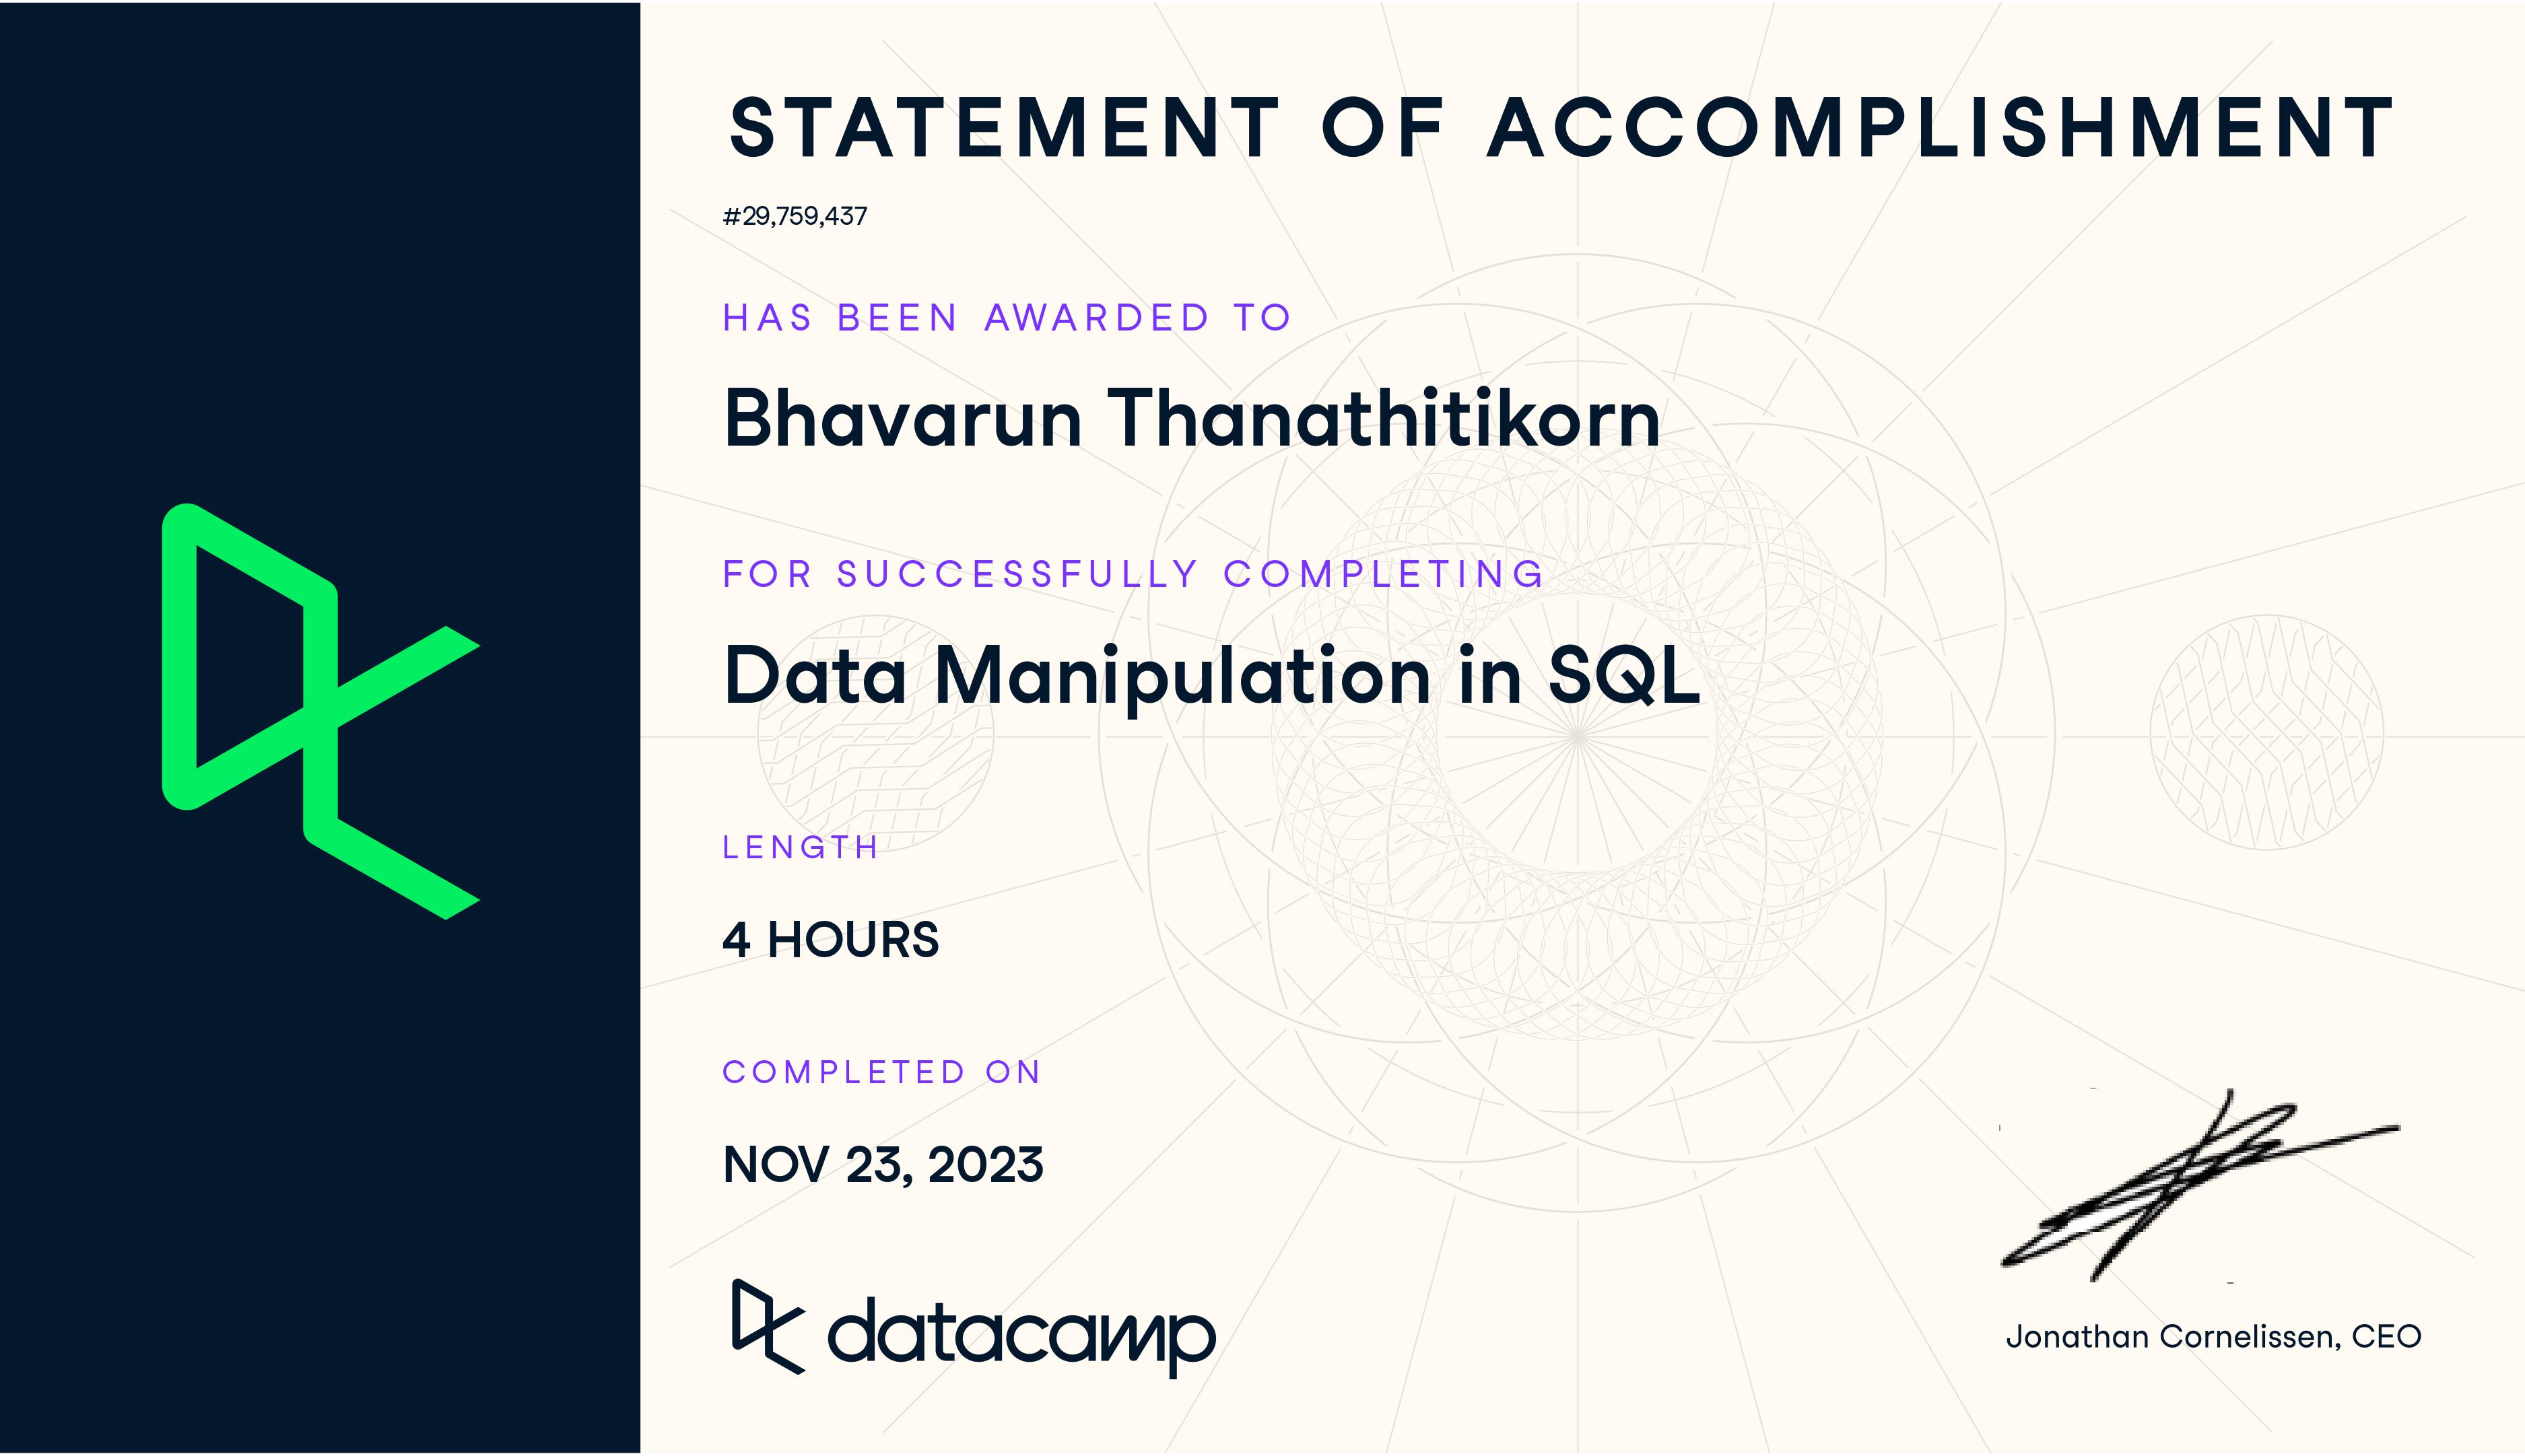 STATEMENT OF ACCOMPLISHMENT
#29,759,437
HAS BEEN AWARDED TO
Bhavarun Thanathitikorn
FOR SUCCESSFULLY COMPLETING
Data Manipulation in SQL
LENGTH
4 HOURS
COMPLETED ON
NOV 23, 2023
datacamp
Jonathan Cornelissen, CEO